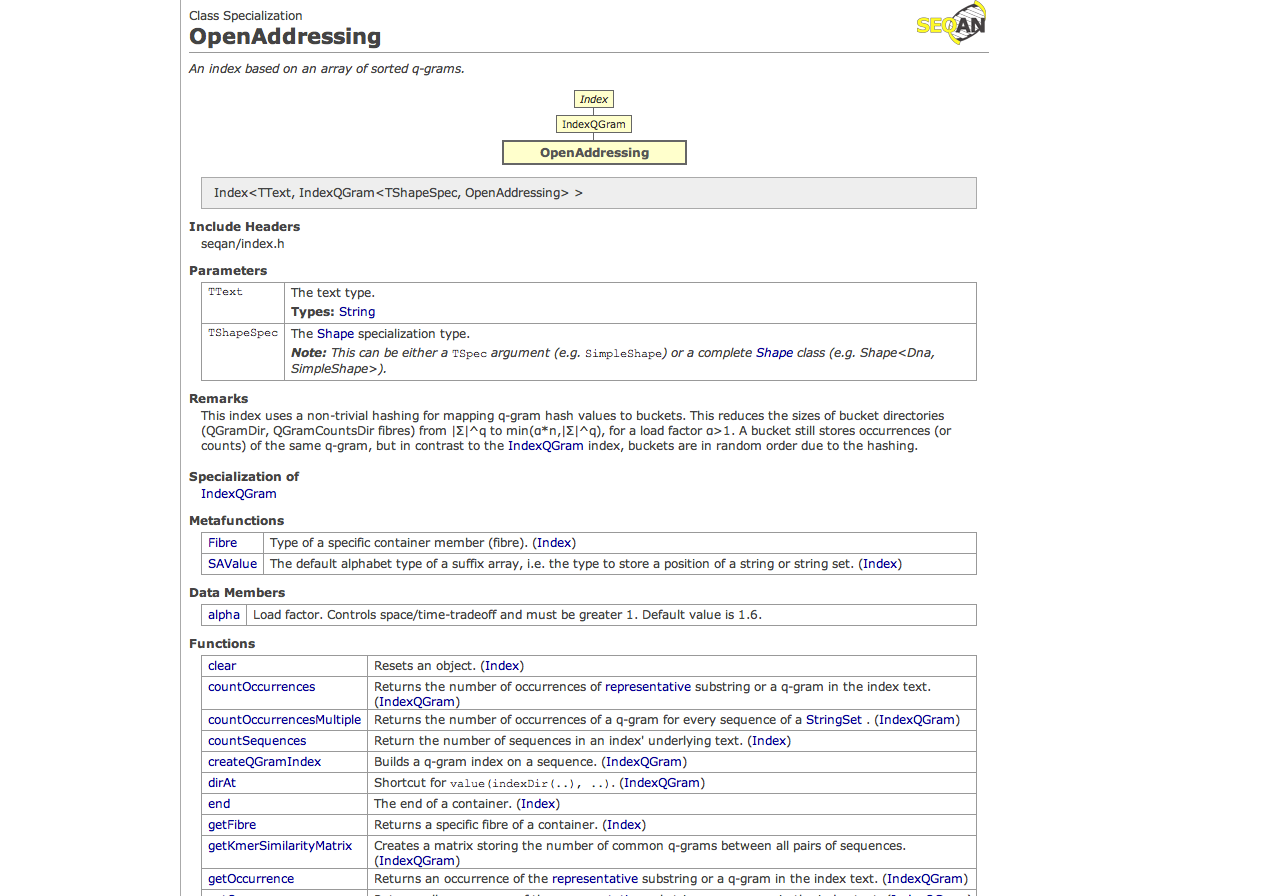 Class Specialization
OpenAddressing
SEQAN
An index based on an array of sorted q-grams.
Index
IndexQGram
OpenAddressing
Index<TText, IndexQGram<TShapeSpec, OpenAddressing> >
Include Headers
seqan/index.h
Parameters
TText The text type.
Types: String
TShapeSpec The Shape specialization type.
Note: This can be either a TSpec argument (e.g. SimpleShape) or a complete Shape class (e.g. Shape<Dna,
SimpleShape>).
Remarks
This index uses a non-trivial hashing for mapping q-gram hash values to buckets. This reduces the sizes of bucket directories
(QGramDir, QGramCountsDir fibres) from |Σ|^q to min(α*n,|Σ|^q), for a load factor α>1. A bucket still stores occurrences (or
counts) of the same q-gram, but in contrast to the IndexQGram index, buckets are in random order due to the hashing.
Specialization of
IndexQGram
Metafunctions
Fibre Type of a specific container member (fibre). (Index)
SAValue The default alphabet type of a suffix array, i.e. the type to store a position of a string or string set. (Index)
Data Members
alpha Load factor. Controls space/time-tradeoff and must be greater 1. Default value is 1.6.
Functions
clear Resets an object. (Index)
countOccurrences Returns the number of occurrences of representative substring or a q-gram in the index text.
(IndexQGram)
countOccurrencesMultiple Returns the number of occurrences of a q-gram for every sequence of a StringSet . (IndexQGram)
countSequences Return the number of sequences in an index' underlying text. (Index)
createQGramIndex Builds a q-gram index on a sequence. (IndexQGram)
dirAt Shortcut for value(indexDir(..), ..). (IndexQGram)
end The end of a container. (Index)
getFibre Returns a specific fibre of a container. (Index)
getKmerSimilarityMatrix Creates a matrix storing the number of common q-grams between all pairs of sequences.
(IndexQGram)
getOccurrence Returns an occurrence of the representative substring or a q-gram in the index text. (IndexQGram)